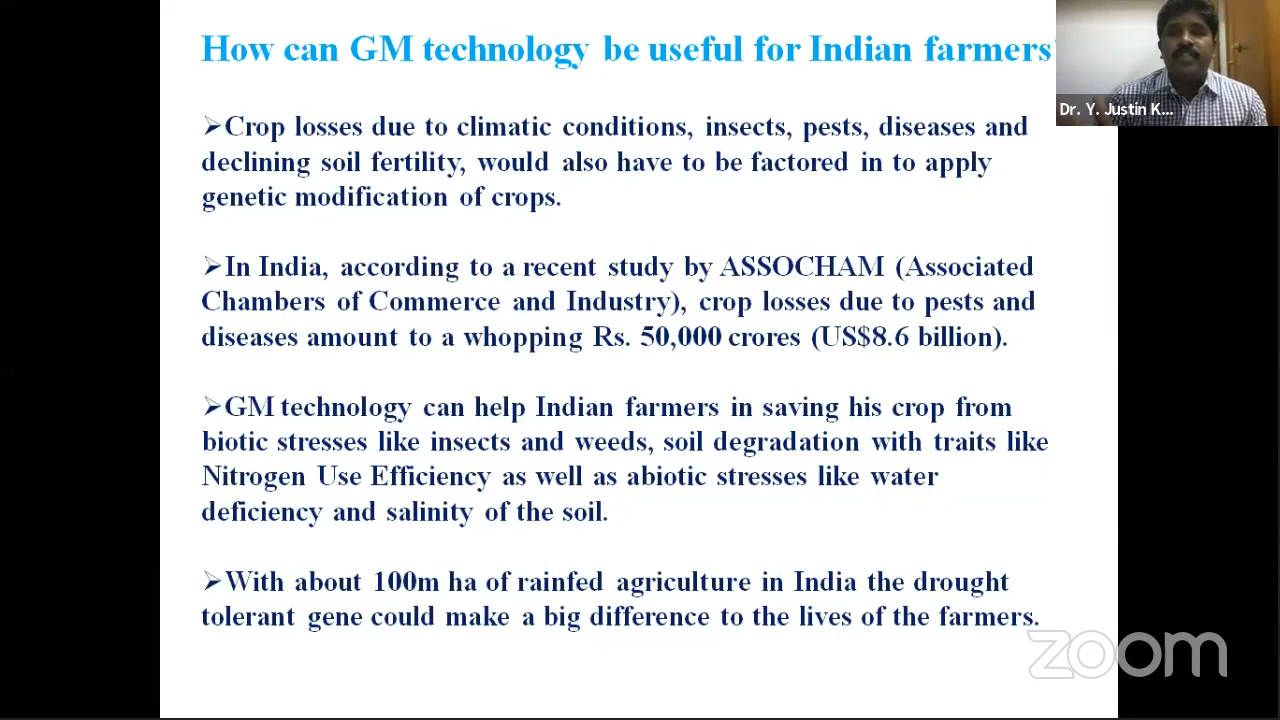 How can GM technology be useful for Indian farmers?
➢Crop losses due to climatic conditions, insects, pests, diseases and
declining soil fertility, would also have to be factored in to apply
genetic modification of crops.
➢In India, according to a recent study by ASSOCHAM (Associated
Chambers of Commerce and Industry), crop losses due to pests and
diseases amount to a whopping Rs. 50,000 crores (US$8.6 billion).
➢GM technology can help Indian farmers in saving his crop from
biotic stresses like insects and weeds, soil degradation with traits like
Nitrogen Use Efficiency as well as abiotic stresses like water
deficiency and salinity of the soil.
➢With about 100m ha of rainfed agriculture in India the drought
tolerant gene could make a big difference to the lives of the farmers.
Dr. Y. Justin K...
zoom